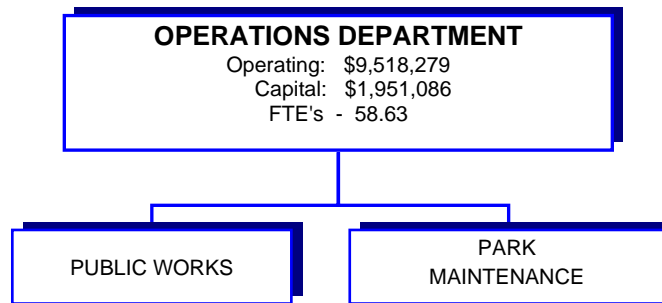 OPERATIONS DEPARTMENT
Operating: $9,518,279
Capital: $1,951,086
FTE's - 58.63
PUBLIC WORKS
PARK
MAINTENANCE